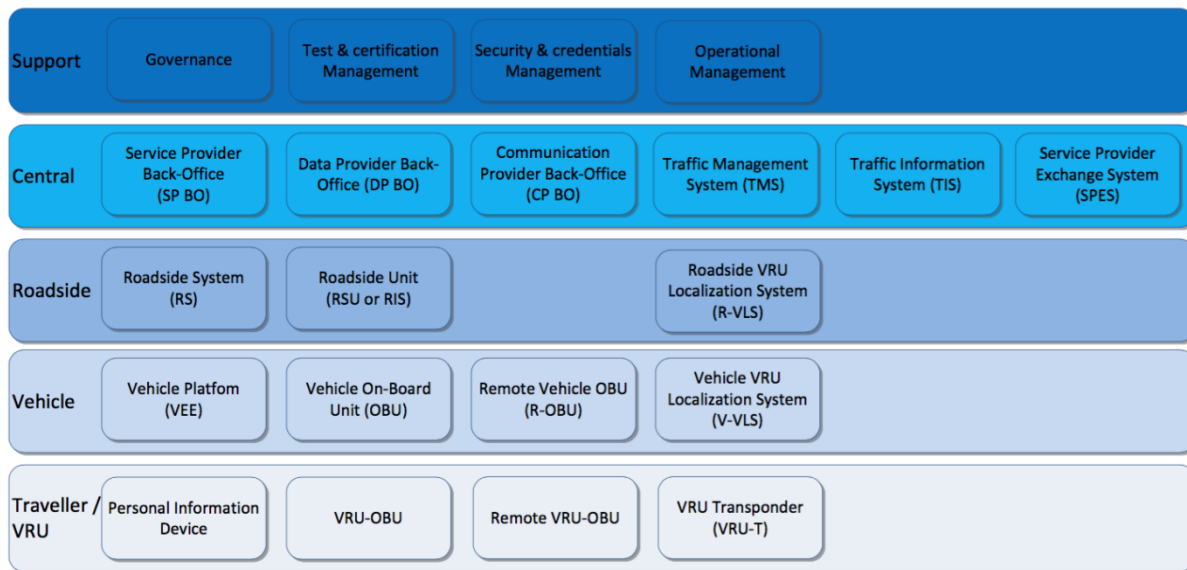 Support
Governance
Test & certification
Management
Security & credentials
Management
Operational
Management
Central
Service Provider
Back-Office
(SP BO)
Data Provider Back-
Office (DP BO)
Communication
Provider Back-Office
(CP BO)
Traffic Management
System (TMS)
Traffic Information
System (TIS)
Service Provider
Exchange System
(SPES)
Roadside
Roadside System
(RS)
Roadside Unit
(RSU or RIS)
Roadside VRU
Localization System
(R-VLS)
Vehicle
Vehicle Platfom
(VEE)
Vehicle On-Board
Unit (OBU)
Remote Vehicle OBU
(R-OBU)
Vehicle VRU
Localization System
(V-VLS)
Traveller /
VRU
Personal Information
Device
VRU-OBU
Remote VRU-OBU
VRU Transponder
(VRU-T)